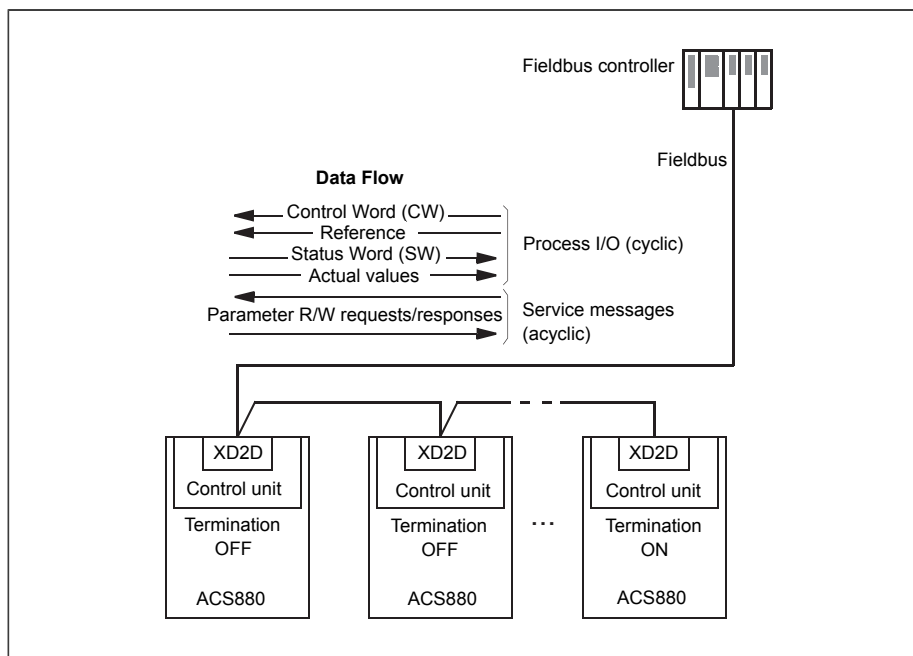 Fieldbus controller
Fieldbus
Data Flow
Control Word (CW)
Reference
Status Word (SW)
Actual values
Process I/O (cyclic)
Parameter R/W requests/responses
Service messages
(acyclic)
XD2D
Control unit
Termination
OFF
ACS880
XD2D
Control unit
Termination
OFF
ACS880
...
XD2D
Control unit
Termination
ON
ACS880